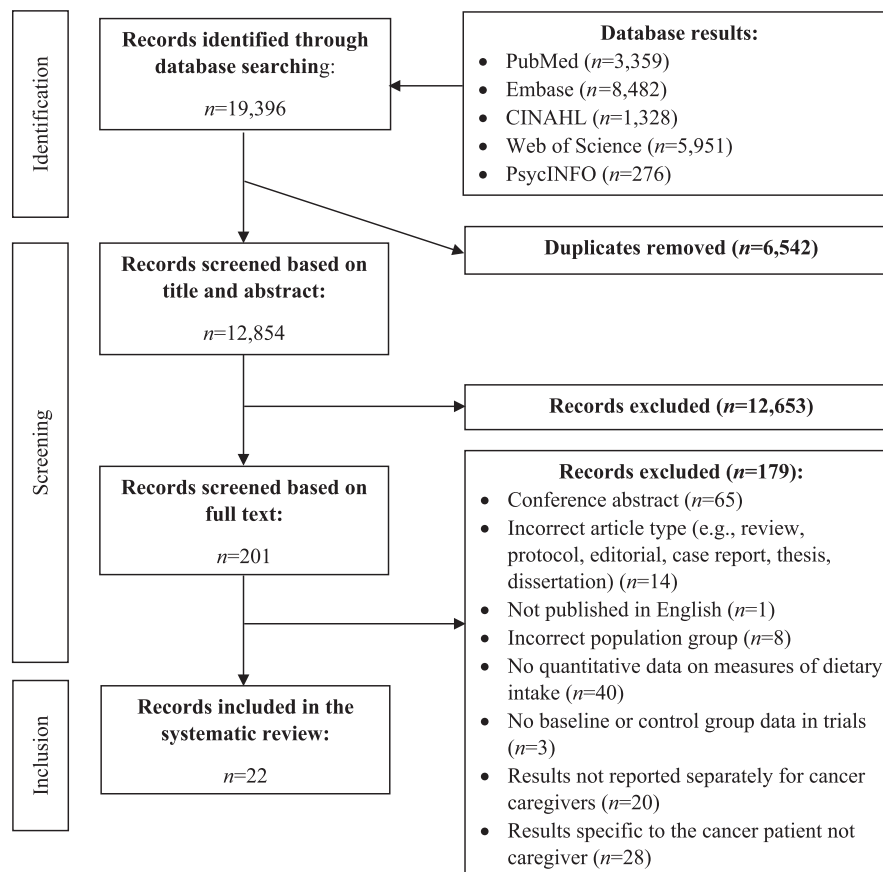 Identification
Records identified through
database searching:
n=19,396
Database results:
• PubMed (n=3,359)
• Embase (n=8,482)
• CINAHL (n=1,328)
• Web of Science (n=5,951)
• PsycINFO (n=276)
Duplicates removed (n=6,542)
Screening
Records screened based on
title and abstract:
n=12,854
Records excluded (n=12,653)
Records screened based on
full text:
n=201
Records excluded (n=179):
• Conference abstract (n=65)
• Incorrect article type (e.g., review,
protocol, editorial, case report, thesis,
dissertation) (n=14)
• Not published in English (n=1)
• Incorrect population group (n=8)
• No quantitative data on measures of dietary
intake (n=40)
• No baseline or control group data in trials
(n=3)
• Results not reported separately for cancer
caregivers (n=20)
• Results specific to the cancer patient not
caregiver (n=28)
Inclusion
Records included in the
systematic review:
n=22